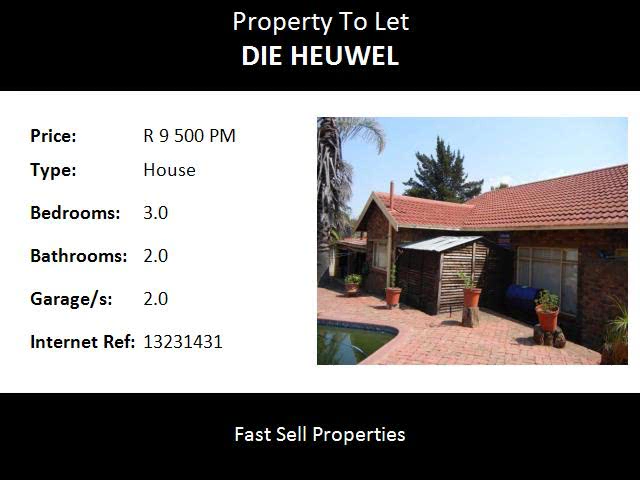 Property To Let
DIE HEUWEL
Price: R 9 500 PM
Type: House
Bedrooms: 3.0
Bathrooms: 2.0
Garage/s: 2.0
Internet Ref: 13231431
Fast Sell Properties